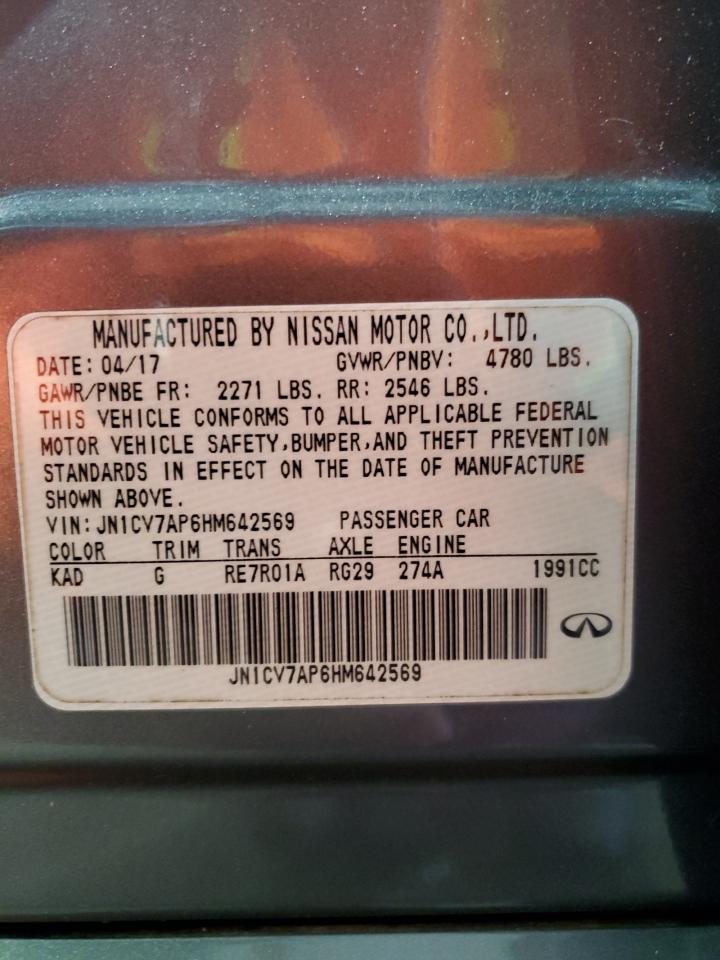 MANUFACTURED BY NISSAN MOTOR CO.,LTD.
DATE: 04/17 GVWR/PNBV: 4780 LBS.
GAWR/PNBE FR: 2271 LBS. RR: 2546 LBS.
THIS VEHICLE CONFORMS TO ALL APPLICABLE FEDERAL
MOTOR VEHICLE SAFETY,BUMPER,AND THEFT PREVENTION
STANDARDS IN EFFECT ON THE DATE OF MANUFACTURE
SHOWN ABOVE.
VIN: JN1CV7AP6HM642569 PASSENGER CAR
COLOR TRIM TRANS AXLE ENGINE
KAD G RE7R01A RG29 274A 1991CC
JN1CV7AP6HM642569